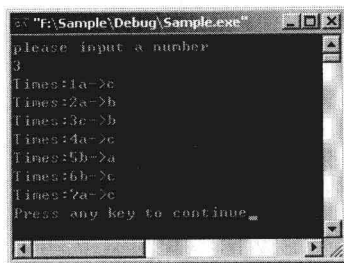 "F:\Sample\Debug\Sample.exe"
please input a number
3
Times:1a->c
Times:2a->b
Times:3c->b
Times:4a->c
Times:5b->a
Times:6b->c
Times:7a->c
Press any key to continue_